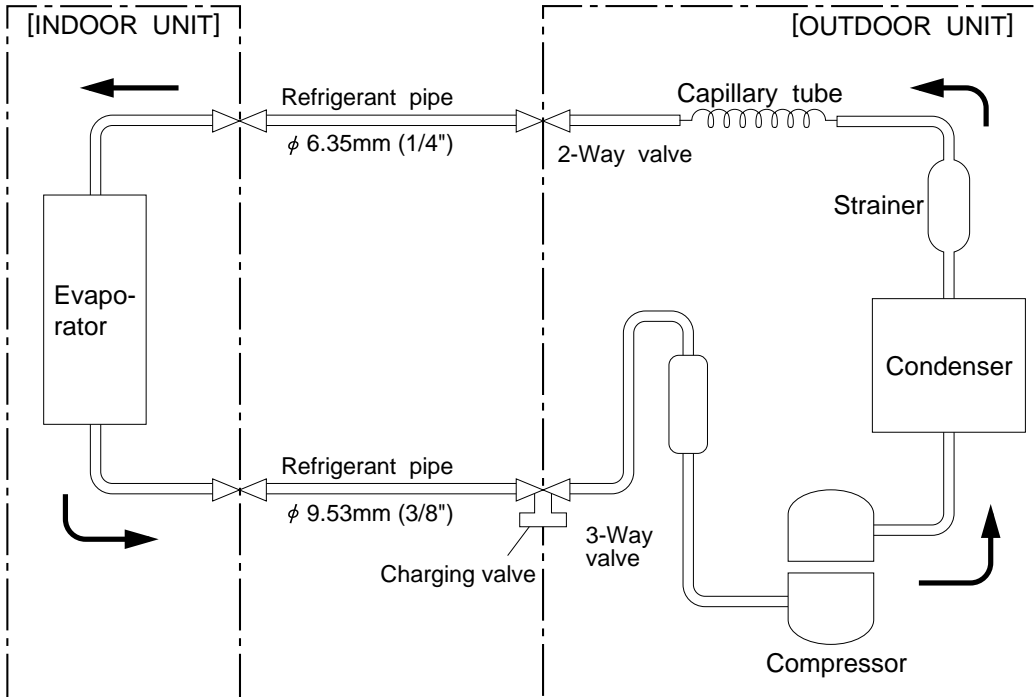 [INDOOR UNIT]
[OUTDOOR UNIT]
Refrigerant pipe
ϕ 6.35mm (1/4")
Capillary tube
2-Way valve
Strainer
Evapo-
rator
Condenser
Refrigerant pipe
ϕ 9.53mm (3/8")
3-Way
valve
Charging valve
Compressor